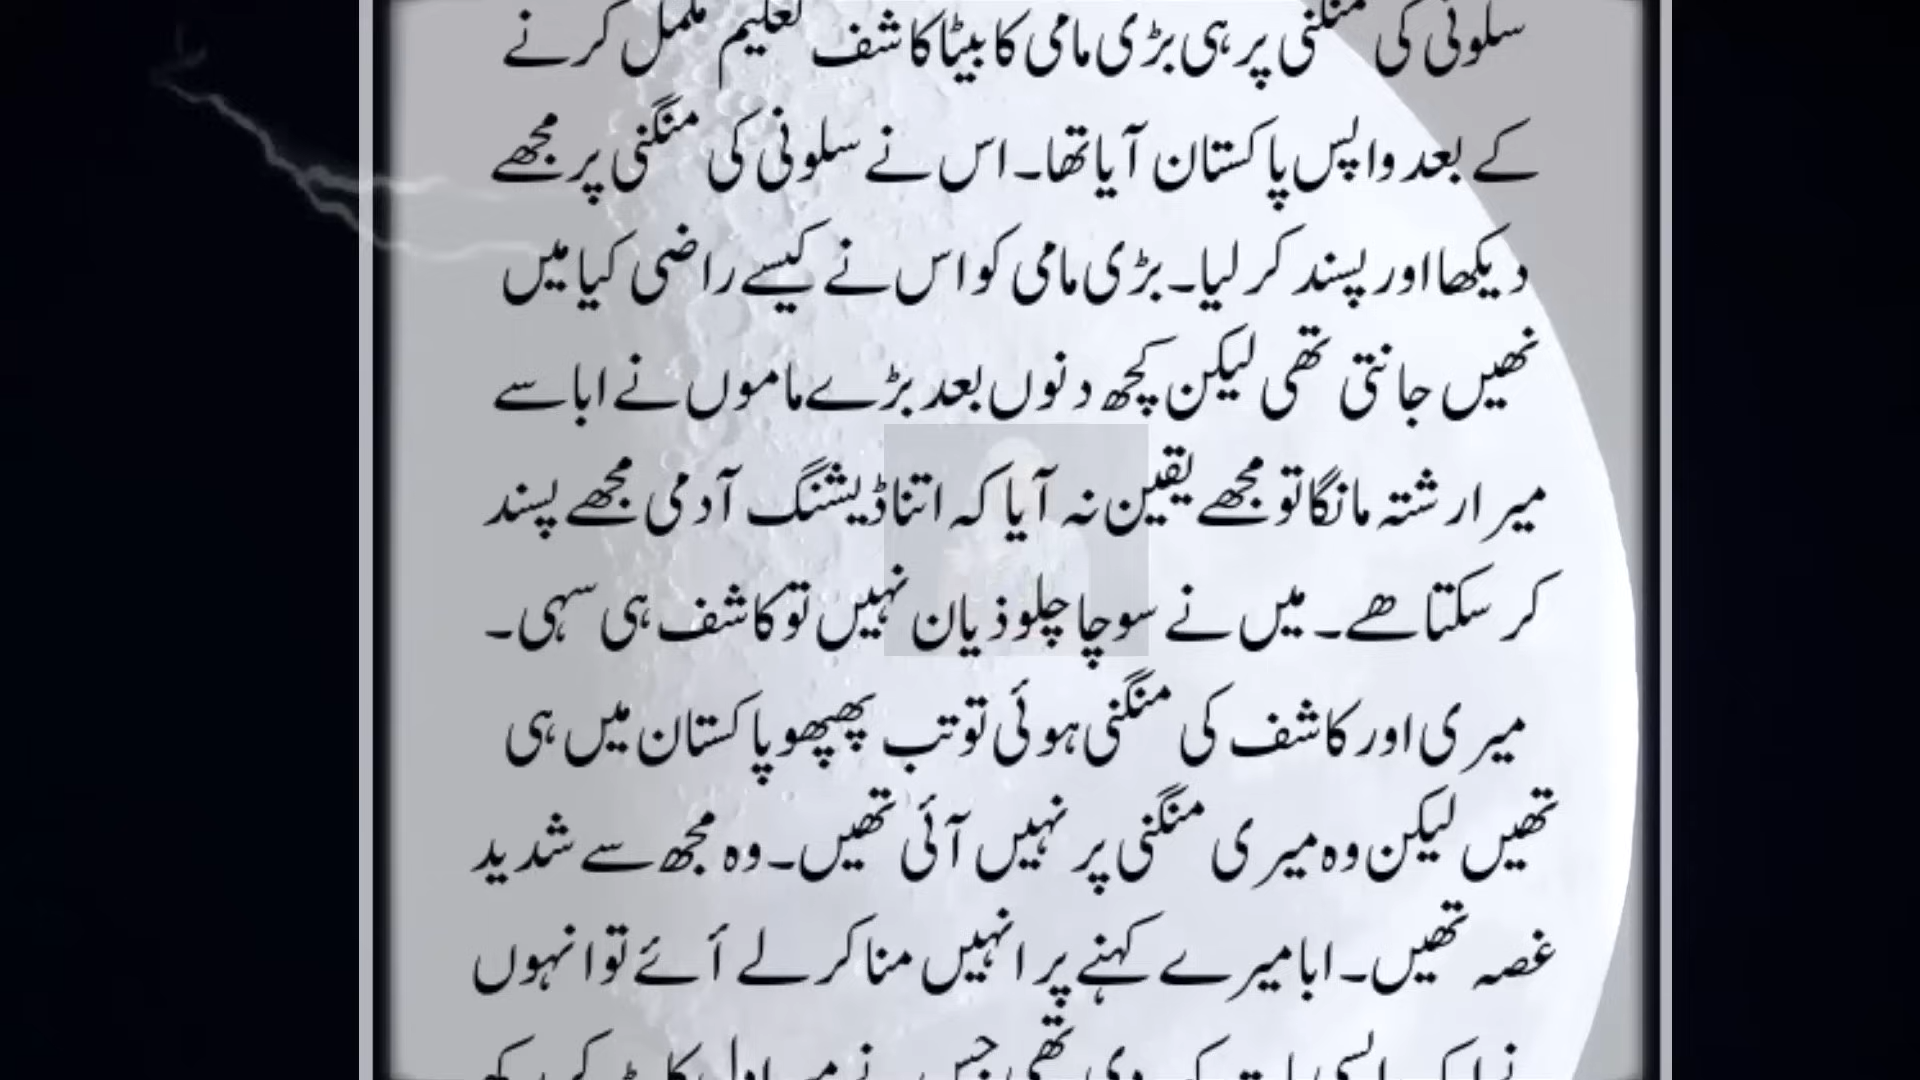 سلونی کی منگنی پر ہی بڑی مامی کا بیٹا کاشف تعلیم مکمل کرنے
کے بعد واپس پاکستان آیا تھا۔ اس نے سلونی کی منگنی پر مجھے
دیکھا اور پسند کر لیا۔ بڑی مامی کو اس نے کیسے راضی کیا میں
نھیں جانتی تھی لیکن کچھ دنوں بعد بڑے ماموں نے ابا سے
میرا رشتہ مانگا تو مجھے یقین نہ آیا کہ اتنا ڈیشنگ آدمی مجھے پسند
کر سکتا ھے۔ میں نے سوچا چلو ذیان نہیں تو کاشف ہی سہی۔
میری اور کاشف کی منگنی ہوئی تو تب پھپھو پاکستان میں ہی
تھیں لیکن وہ میری منگنی پر نہیں آئی تھیں۔ وہ مجھ سے شدید
غصہ تھیں۔ ابا میرے کہنے پر انہیں منا کر لے أئے تو انہوں